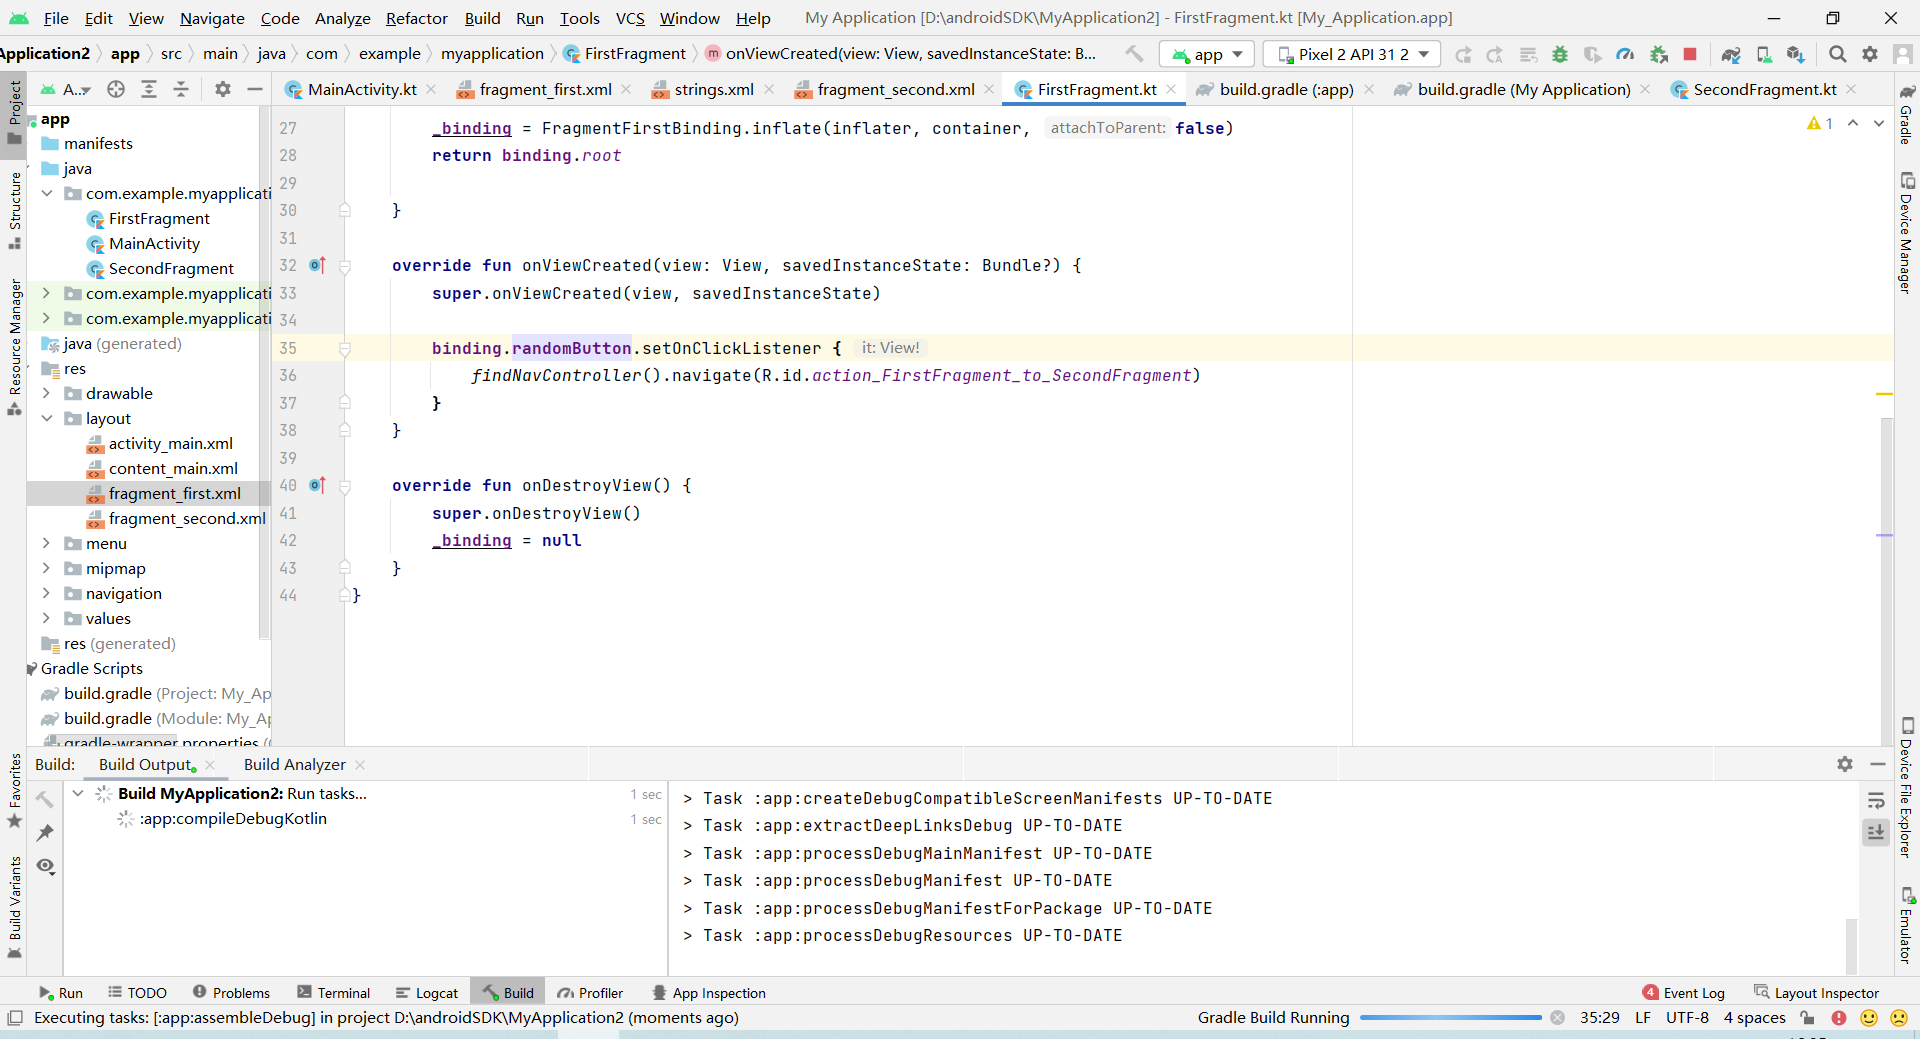 File Edit View Navigate Code Analyze Refactor Build Run Tools VCS Window Help My Application [D:\androidSDK\MyApplication2] - FirstFragment.kt [My_Application.app]
Application2 app src main java com example myapplication FirstFragment m onViewCreated(view: View, savedInstanceState: B... app Pixel 2 API 31 2
A... MainActivity.kt fragment_first.xml strings.xml fragment_second.xml FirstFragment.kt build.gradle (:app) build.gradle (My Application) SecondFragment.kt
Project
Structure
Resource Manager
Favorites
Build Variants
app
manifests
java
com.example.myapplicati
FirstFragment
MainActivity
SecondFragment
com.example.myapplicati
com.example.myapplicati
java (generated)
res
drawable
layout
activity_main.xml
content_main.xml
fragment_first.xml
fragment_second.xml
menu
mipmap
navigation
values
res (generated)
Gradle Scripts
build.gradle (Project: My_Ap
build.gradle (Module: My_Ap
gradle-wrapper.properties (
27 _binding = FragmentFirstBinding.inflate(inflater, container, attachToParent: false)
28 return binding.root
29
30 }
31
32 override fun onViewCreated(view: View, savedInstanceState: Bundle?) {
33 super.onViewCreated(view, savedInstanceState)
34
35 binding.randomButton.setOnClickListener { it: View!
36 findNavController().navigate(R.id.action_FirstFragment_to_SecondFragment)
37 }
38 }
39
40 override fun onDestroyView() {
41 super.onDestroyView()
42 _binding = null
43 }
44 }
1
Gradle
Device Manager
Device File Explorer
Emulator
Build: Build Output Build Analyzer
Build MyApplication2: Run tasks... 1 sec
:app:compileDebugKotlin 1 sec
> Task :app:createDebugCompatibleScreenManifests UP-TO-DATE
> Task :app:extractDeepLinksDebug UP-TO-DATE
> Task :app:processDebugMainManifest UP-TO-DATE
> Task :app:processDebugManifest UP-TO-DATE
> Task :app:processDebugManifestForPackage UP-TO-DATE
> Task :app:processDebugResources UP-TO-DATE
Run TODO Problems Terminal Logcat Build Profiler App Inspection 4 Event Log Layout Inspector
Executing tasks: [:app:assembleDebug] in project D:\androidSDK\MyApplication2 (moments ago) Gradle Build Running 35:29 LF UTF-8 4 spaces